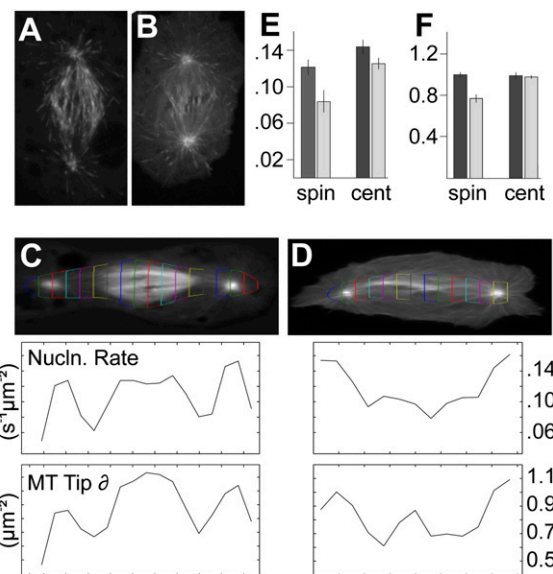 A
B
E
F
.14
.10
.06
.02
spin
cent
1.2
0.8
0.4
spin
cent
C
D
Nucln. Rate
(s⁻¹µm⁻²)
.14
.10
.06
MT Tip ∂
(µm⁻²)
1.1
0.9
0.7
0.5